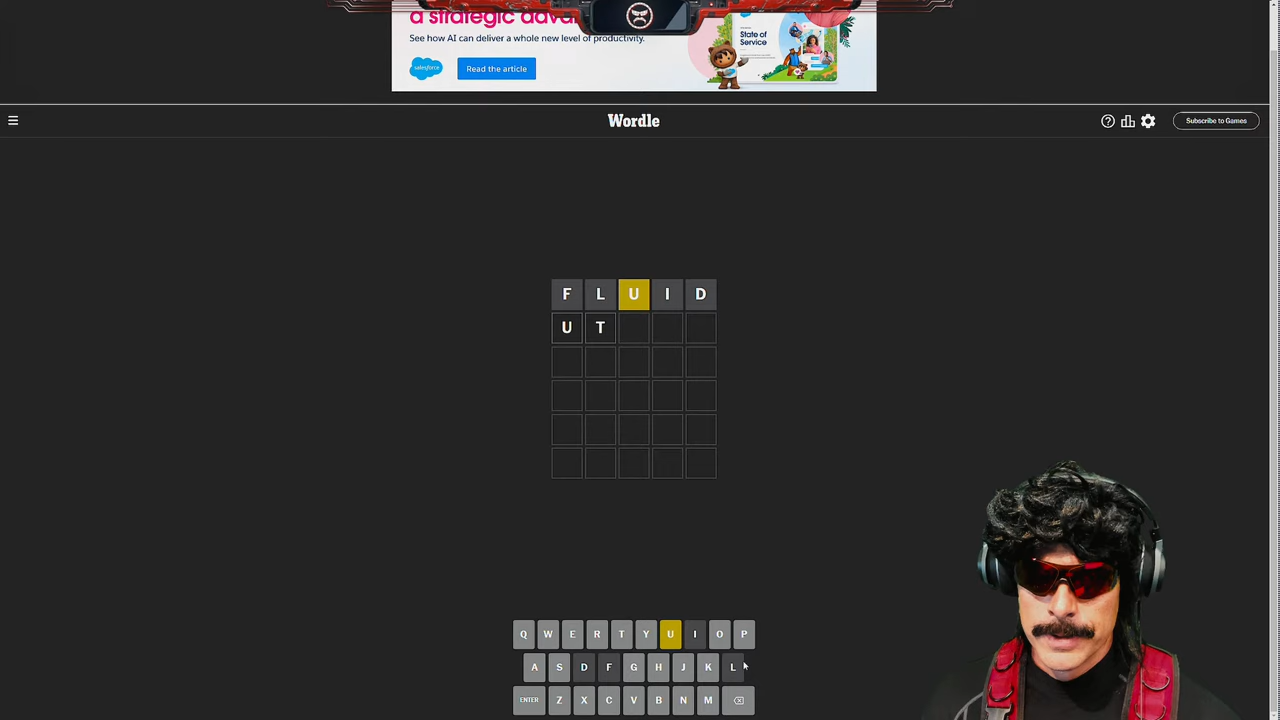 a strategic adva
See how AI can deliver a whole new level of productivity.
salesforce
Read the article
State of
Service
Wordle
Subscribe to Games
F L U I D
U T
Q W E R T Y U I O P
A S D F G H J K L
ENTER Z X C V B N M